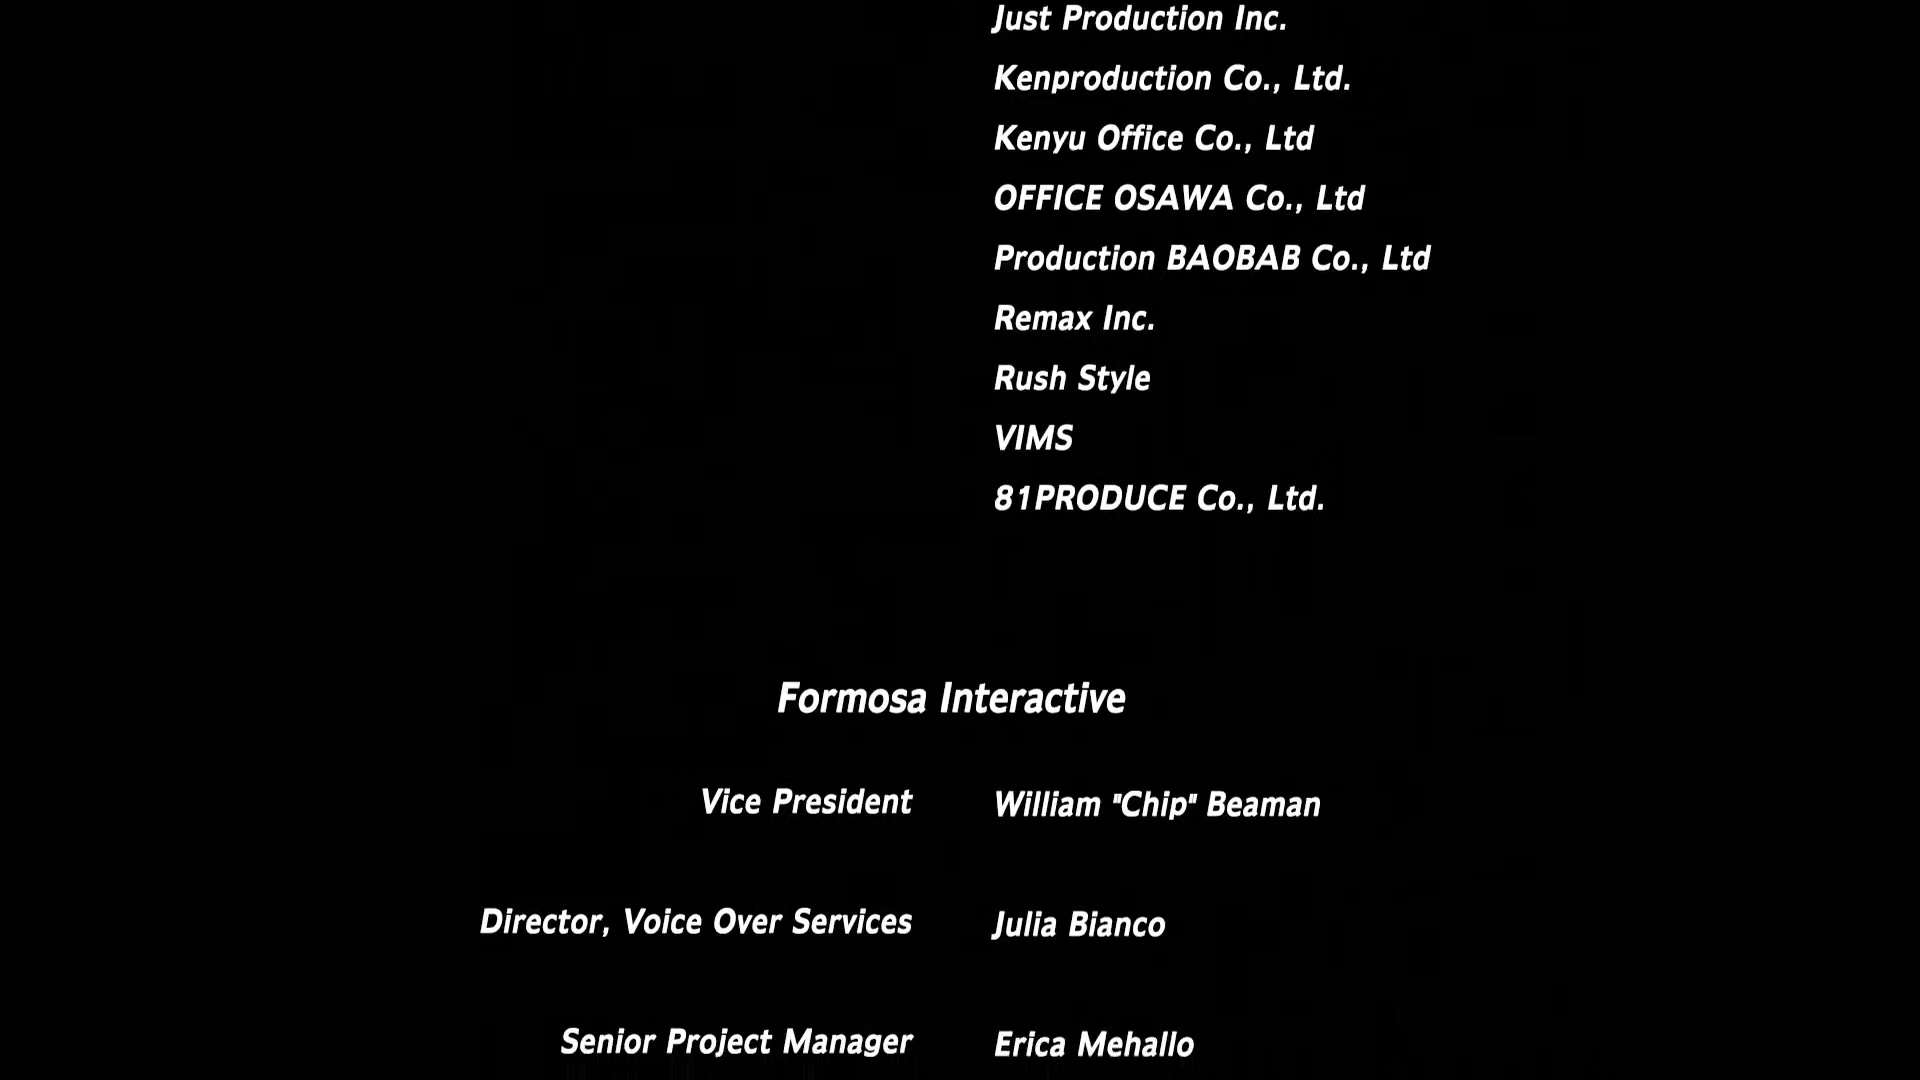 Just Production Inc.
Kenproduction Co., Ltd.
Kenyu Office Co., Ltd
OFFICE OSAWA Co., Ltd
Production BAOBAB Co., Ltd
Remax Inc.
Rush Style
VIMS
81PRODUCE Co., Ltd.
Formosa Interactive
Vice President William "Chip" Beaman
Director, Voice Over Services Julia Bianco
Senior Project Manager Erica Mehallo